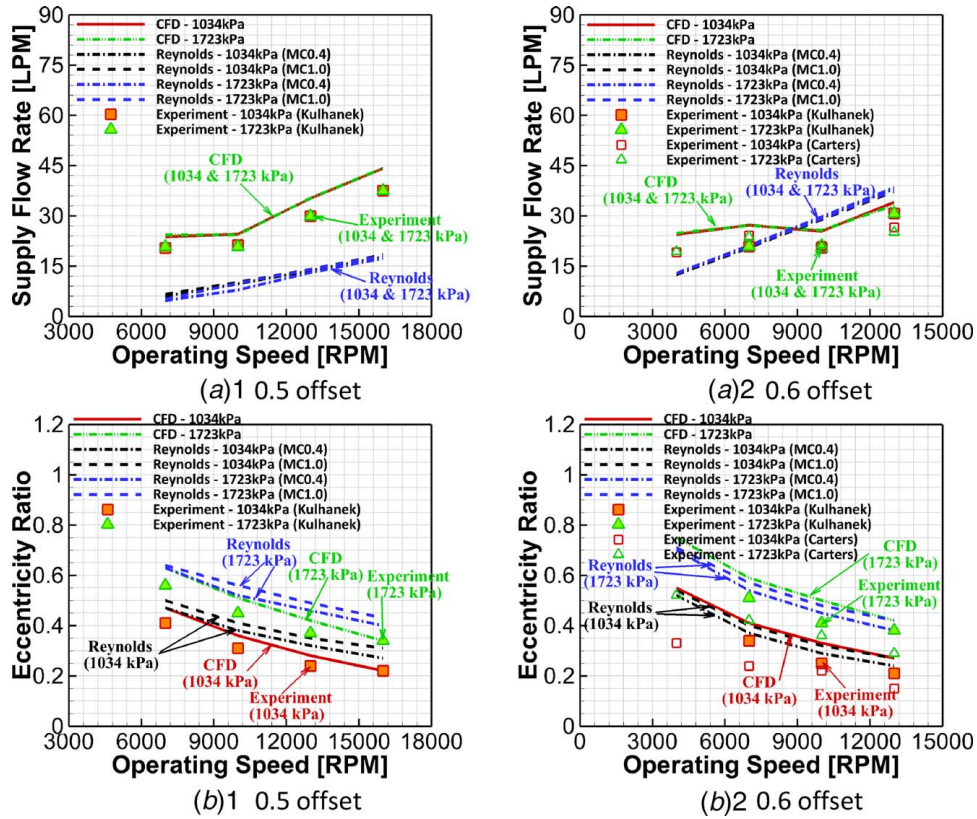 CFD - 1034kPa
CFD - 1723kPa
Reynolds - 1034kPa (MC0.4)
Reynolds - 1034kPa (MC1.0)
Reynolds - 1723kPa (MC0.4)
Reynolds - 1723kPa (MC1.0)
Experiment - 1034kPa (Kulhanek)
Experiment - 1723kPa (Kulhanek)
CFD
(1034 & 1723 kPa)
Experiment
(1034 & 1723 kPa)
Reynolds
(1034 & 1723 kPa)
Supply Flow Rate [LPM]
90
75
60
45
30
15
0
3000 6000 9000 12000 15000 18000
Operating Speed [RPM]
(a)1 0.5 offset
CFD - 1034kPa
CFD - 1723kPa
Reynolds - 1034kPa (MC0.4)
Reynolds - 1034kPa (MC1.0)
Reynolds - 1723kPa (MC0.4)
Reynolds - 1723kPa (MC1.0)
Experiment - 1034kPa (Kulhanek)
Experiment - 1723kPa (Kulhanek)
Experiment - 1034kPa (Carters)
Experiment - 1723kPa (Carters)
CFD
(1034 & 1723 kPa)
Reynolds
(1034 & 1723 kPa)
Experiment
(1034 & 1723 kPa)
Supply Flow Rate [LPM]
90
75
60
45
30
15
0
0 3000 6000 9000 12000 15000
Operating Speed [RPM]
(a)2 0.6 offset
CFD - 1034kPa
CFD - 1723kPa
Reynolds - 1034kPa (MC0.4)
Reynolds - 1034kPa (MC1.0)
Reynolds - 1723kPa (MC0.4)
Reynolds - 1723kPa (MC1.0)
Experiment - 1034kPa (Kulhanek)
Experiment - 1723kPa (Kulhanek)
Reynolds
(1723 kPa)
CFD
(1723 kPa)
Experiment
(1723 kPa)
Reynolds
(1034 kPa)
CFD
(1034 kPa)
Experiment
(1034 kPa)
Eccentricity Ratio
1.2
1
0.8
0.6
0.4
0.2
0
3000 6000 9000 12000 15000 18000
Operating Speed [RPM]
(b)1 0.5 offset
CFD - 1034kPa
CFD - 1723kPa
Reynolds - 1034kPa (MC0.4)
Reynolds - 1034kPa (MC1.0)
Reynolds - 1723kPa (MC0.4)
Reynolds - 1723kPa (MC1.0)
Experiment - 1034kPa (Kulhanek)
Experiment - 1723kPa (Kulhanek)
Experiment - 1034kPa (Carters)
Experiment - 1723kPa (Carters)
CFD
(1723 kPa)
Reynolds
(1723 kPa)
Experiment
(1723 kPa)
Reynolds
(1034 kPa)
CFD
(1034 kPa)
Experiment
(1034 kPa)
Eccentricity Ratio
1.2
1
0.8
0.6
0.4
0.2
0
0 3000 6000 9000 12000 15000
Operating Speed [RPM]
(b)2 0.6 offset